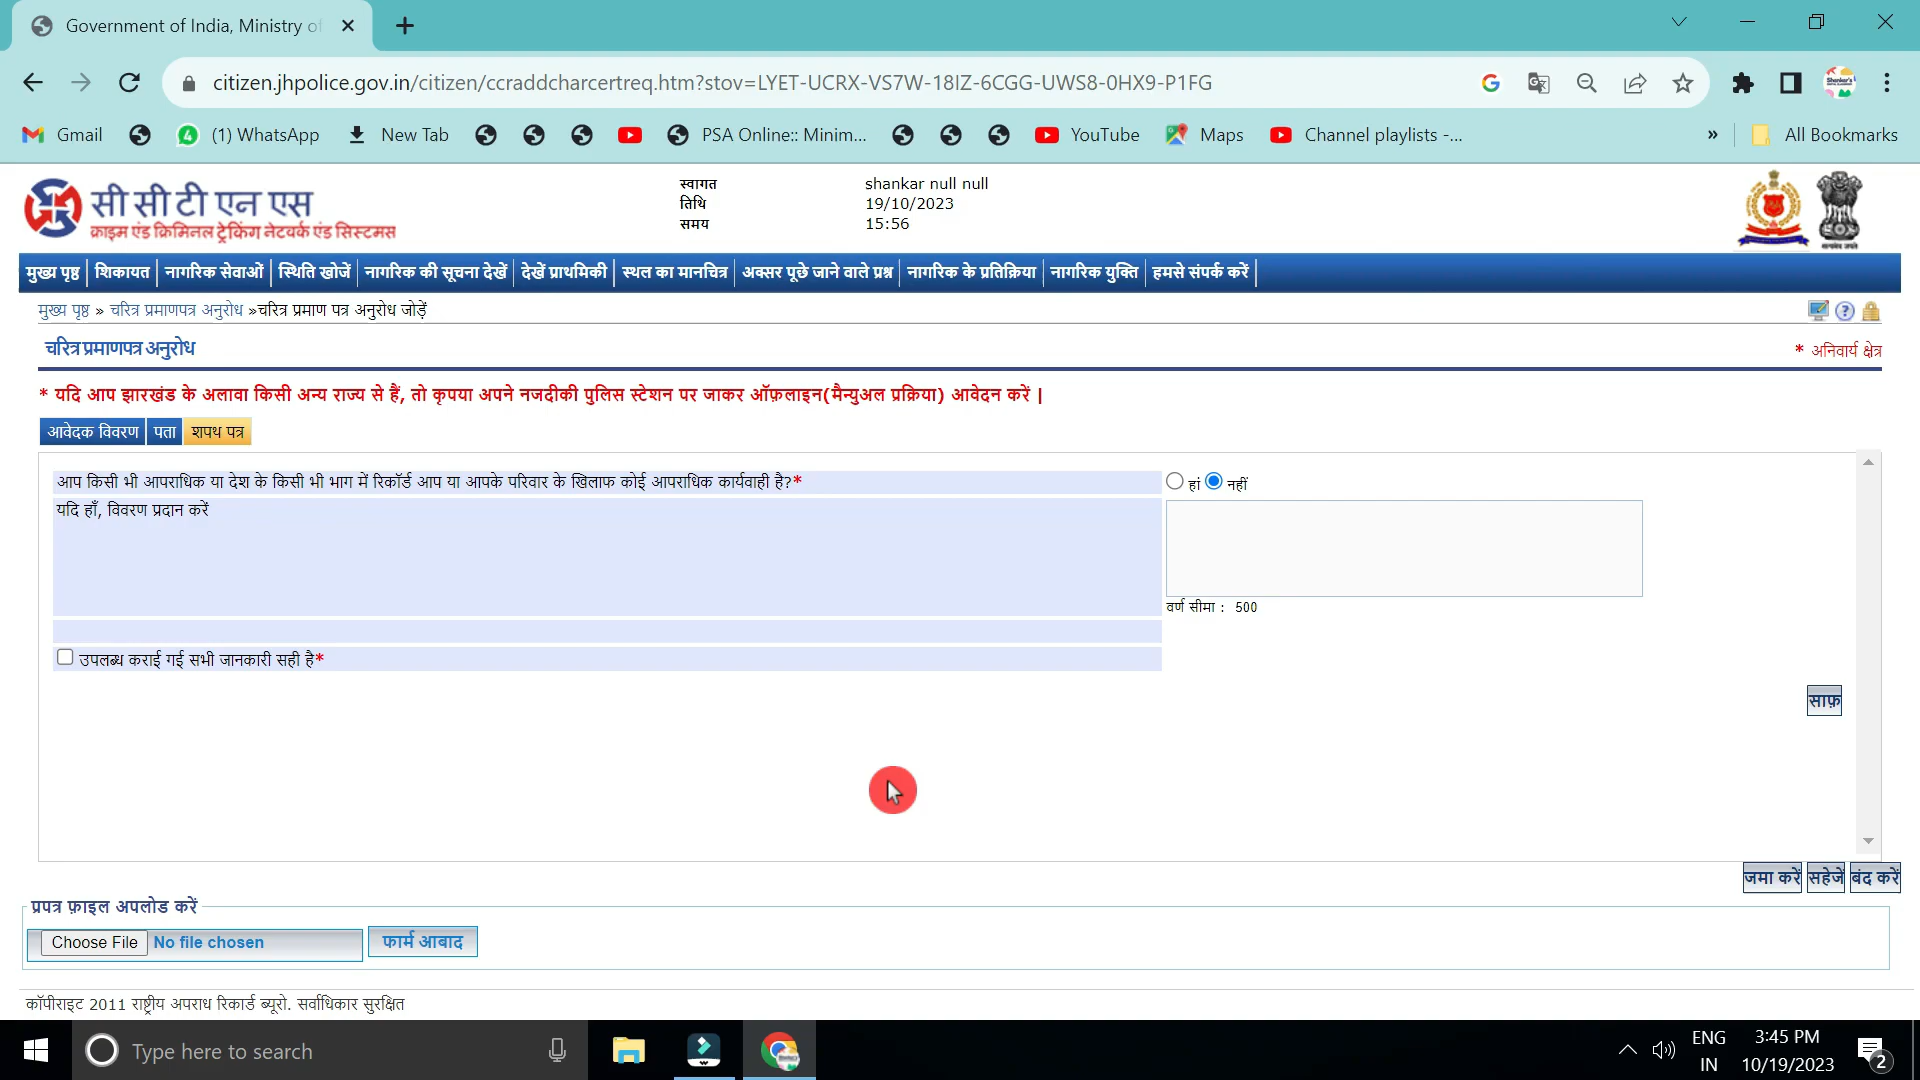 Government of India, Ministry of
citizen.jhpolice.gov.in/citizen/ccraddcharcertreq.htm?stov=LYET-UCRX-VS7W-18IZ-6CGG-UWS8-0HX9-P1FG
Gmail (1) WhatsApp New Tab PSA Online:: Minim... YouTube Maps Channel playlists -... » All Bookmarks
सी सी टी एन एस
क्राइम एंड क्रिमिनल ट्रेकिंग नेटवर्क एंड सिस्टमस
स्वागत shankar null null
तिथि 19/10/2023
समय 15:56
मुख्य पृष्ठ शिकायत नागरिक सेवाओं स्थिति खोजें नागरिक की सूचना देखें देखें प्राथमिकी स्थल का मानचित्र अक्सर पूछे जाने वाले प्रश्न नागरिक के प्रतिक्रिया नागरिक युक्ति हमसे संपर्क करें
मुख्य पृष्ठ » चरित्र प्रमाणपत्र अनुरोध »चरित्र प्रमाण पत्र अनुरोध जोड़ें
चरित्र प्रमाणपत्र अनुरोध
* अनिवार्य क्षेत्र
* यदि आप झारखंड के अलावा किसी अन्य राज्य से हैं, तो कृपया अपने नजदीकी पुलिस स्टेशन पर जाकर ऑफ़लाइन(मैन्युअल प्रक्रिया) आवेदन करें |
आवेदक विवरण पता शपथ पत्र
आप किसी भी आपराधिक या देश के किसी भी भाग में रिकॉर्ड आप या आपके परिवार के खिलाफ कोई आपराधिक कार्यवाही है?* हां नहीं
यदि हाँ, विवरण प्रदान करें
वर्ण सीमा : 500
उपलब्ध कराई गई सभी जानकारी सही है*
साफ़
जमा करें सहेजें बंद करें
प्रपत्र फ़ाइल अपलोड करें
Choose File No file chosen फार्म आबाद
कॉपीराइट 2011 राष्ट्रीय अपराध रिकार्ड ब्यूरो. सर्वाधिकार सुरक्षित
Type here to search
ENG
IN
3:45 PM
10/19/2023
2